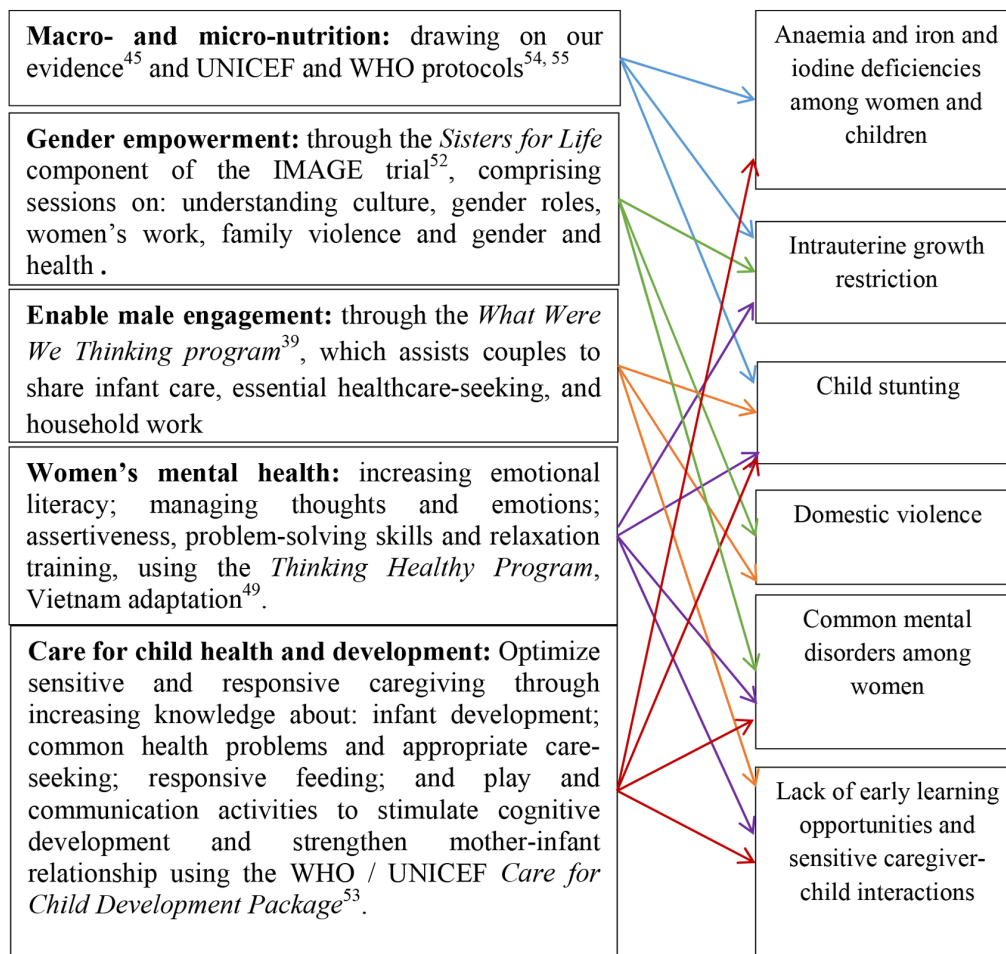 Macro- and micro-nutrition: drawing on our
evidence45 and UNICEF and WHO protocols54, 55
Gender empowerment: through the Sisters for Life
component of the IMAGE trial52, comprising
sessions on: understanding culture, gender roles,
women's work, family violence and gender and
health .
Enable male engagement: through the What Were
We Thinking program39, which assists couples to
share infant care, essential healthcare-seeking, and
household work
Women's mental health: increasing emotional
literacy; managing thoughts and emotions;
assertiveness, problem-solving skills and relaxation
training, using the Thinking Healthy Program,
Vietnam adaptation49.
Care for child health and development: Optimize
sensitive and responsive caregiving through
increasing knowledge about: infant development;
common health problems and appropriate care-
seeking; responsive feeding; and play and
communication activities to stimulate cognitive
development and strengthen mother-infant
relationship using the WHO / UNICEF Care for
Child Development Package53.
Anaemia and iron and
iodine deficiencies
among women and
children
Intrauterine growth
restriction
Child stunting
Domestic violence
Common mental
disorders among
women
Lack of early learning
opportunities and
sensitive caregiver-
child interactions